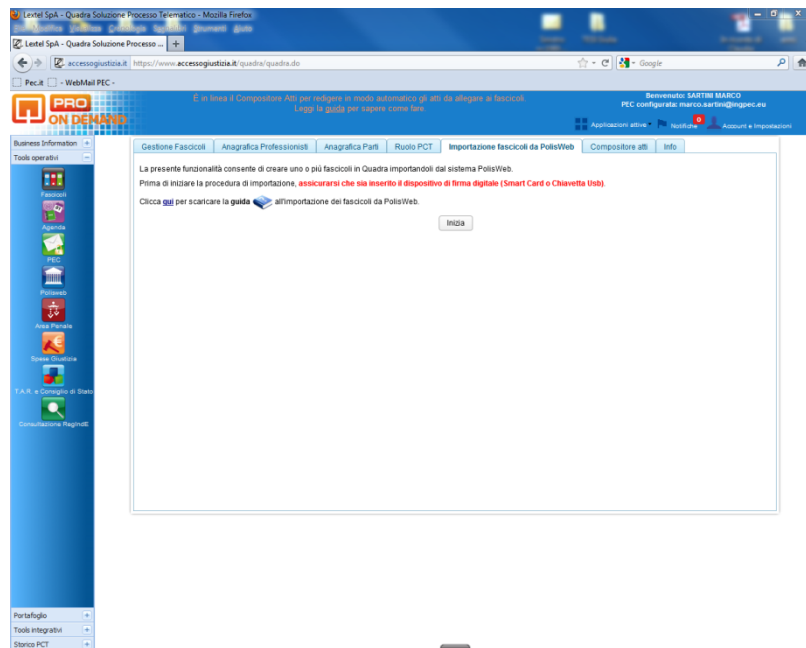 Lextel SpA - Quadra Soluzione Processo Telematico - Mozilla Firefox
Lextel SpA - Quadra Soluzione Processo ...
accessogiustizia.it https://www.accessogiustizia.it/quadra/quadra.do
Google
Pec.it - WebMail PEC -
PRO
ON DEMAND
È in linea il Compositore Atti per redigere in modo automatico gli atti da allegare ai fascicoli.
Leggi la guida per sapere come fare.
Benvenuto: SARTINI MARCO
PEC configurata: marco.sartini@ingpec.eu
Applicazioni attive Notifiche 0 Account e Impostazioni
Business Information
Tools operativi
Fascicoli
Agenda
PEC
Polisweb
Area Penale
Spese Giustizia
T.A.R. e Consiglio di Stato
Consultazione RegIndE
Gestione Fascicoli Anagrafica Professionisti Anagrafica Parti Ruolo PCT Importazione fascicoli da PolisWeb Compositore atti Info
La presente funzionalità consente di creare uno o più fascicoli in Quadra importandoli dal sistema PolisWeb.
Prima di iniziare la procedura di importazione, assicurarsi che sia inserito il dispositivo di firma digitale (Smart Card o Chiavetta Usb).
Clicca qui per scaricare la guida all'importazione dei fascicoli da PolisWeb.
Inizia
Portafoglio
Tools integrativi
Storico PCT